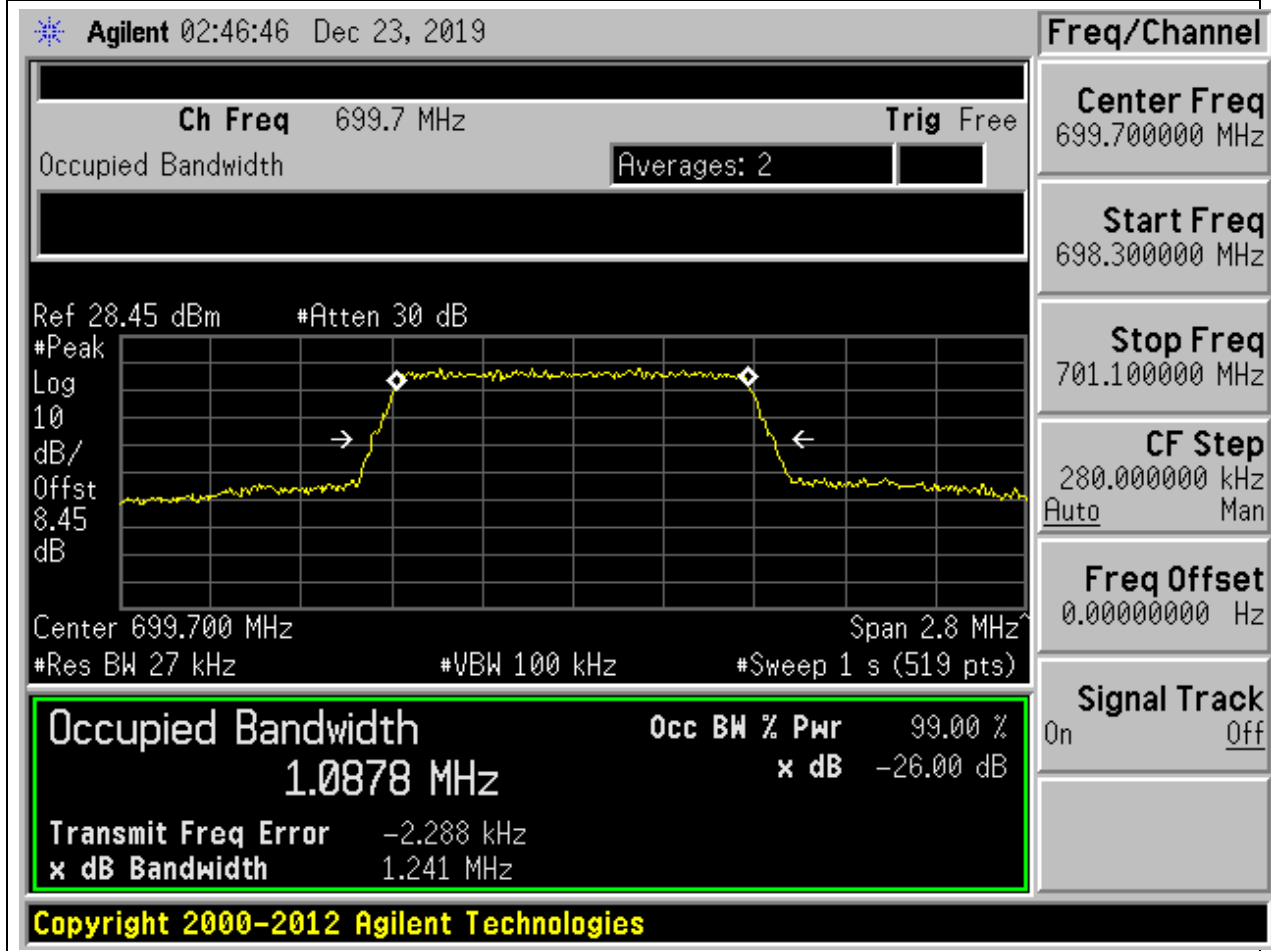 Agilent 02:46:46 Dec 23, 2019
Freq/Channel
Ch Freq 699.7 MHz Trig Free
Occupied Bandwidth Averages: 2
Center Freq
699.700000 MHz
Start Freq
698.300000 MHz
Stop Freq
701.100000 MHz
CF Step
280.000000 kHz
Auto Man
Freq Offset
0.00000000 Hz
Signal Track
On Off
Ref 28.45 dBm #Atten 30 dB
#Peak
Log
10
dB/
Offst
8.45
dB
Center 699.700 MHz Span 2.8 MHz^
#Res BW 27 kHz #VBW 100 kHz #Sweep 1 s (519 pts)
Occupied Bandwidth Occ BW % Pwr 99.00 %
1.0878 MHz x dB -26.00 dB
Transmit Freq Error -2.288 kHz
x dB Bandwidth 1.241 MHz
Copyright 2000-2012 Agilent Technologies